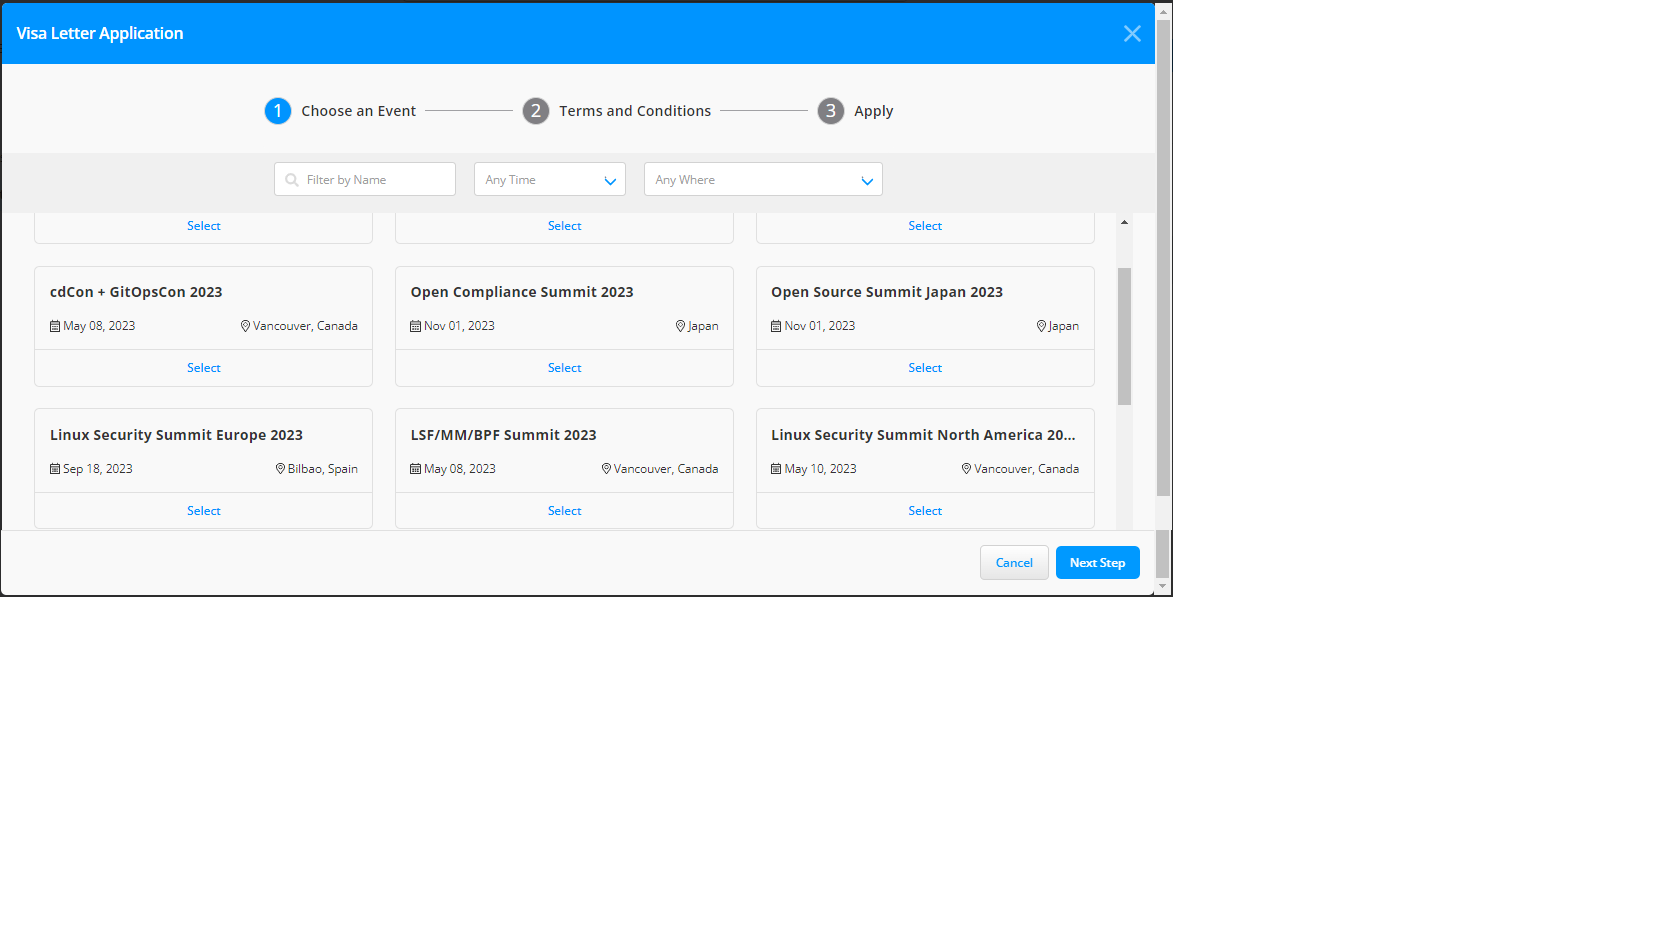 Visa Letter Application
1 Choose an Event 2 Terms and Conditions 3 Apply
Filter by Name Any Time Any Where
Select Select Select
cdCon + GitOpsCon 2023 Open Compliance Summit 2023 Open Source Summit Japan 2023
May 08, 2023 Vancouver, Canada Nov 01, 2023 Japan Nov 01, 2023 Japan
Select Select Select
Linux Security Summit Europe 2023 LSF/MM/BPF Summit 2023 Linux Security Summit North America 20...
Sep 18, 2023 Bilbao, Spain May 08, 2023 Vancouver, Canada May 10, 2023 Vancouver, Canada
Select Select Select
Cancel Next Step